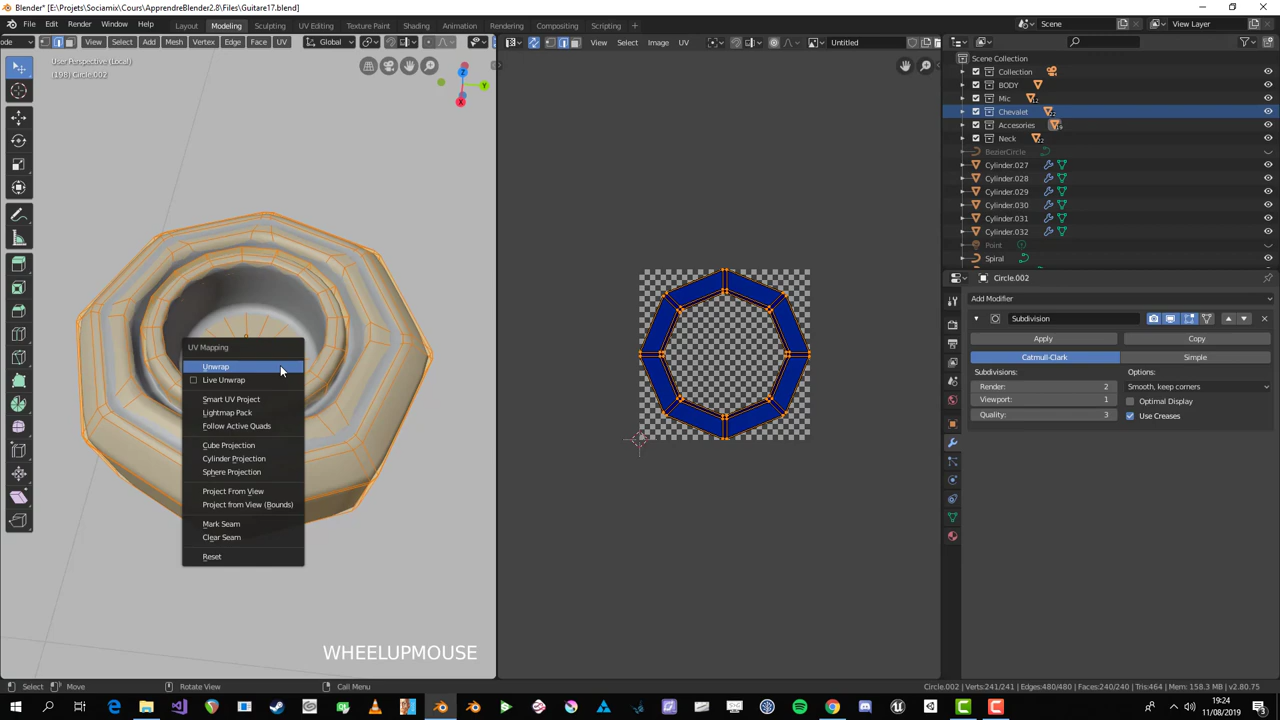 Blender* [E:\Projets\Sociamix\Cours\ApprendreBlender2.8\Guitare17.blend]
File Edit Render Window Help Layout Modeling Sculpting UV Editing Texture Paint Shading Animation Rendering Compositing Scripting + Scene View Layer
ode View Select Add Mesh Vertex Edge Face UV Global View Select Image UV Untitled
User Perspective (Local)
(198) Circle.002
Z
Y
X
Scene Collection
Collection
BODY
Mic 12
Chevalet 22
Accesories 19
Neck 22
BezierCircle
Cylinder.027
Cylinder.028
Cylinder.029
Cylinder.030
Cylinder.031
Cylinder.032
Point
Spiral
Circle.002
Add Modifier
Subdivision
Apply Copy
Catmull-Clark Simple
Subdivisions: Options:
Render: 2 Smooth, keep corners
Viewport: 1 Optimal Display
Quality: 3 Use Creases
UV Mapping
Unwrap
Live Unwrap
Smart UV Project
Lightmap Pack
Follow Active Quads
Cube Projection
Cylinder Projection
Sphere Projection
Project From View
Project from View (Bounds)
Mark Seam
Clear Seam
Reset
WHEELUPMOUSE
Select Move Rotate View Call Menu Circle.002 | Verts:241/241 | Edges:480/480 | Faces:240/240 | Tris:464 | Mem: 158.3 MB | v2.80.75
19:24
11/08/2019